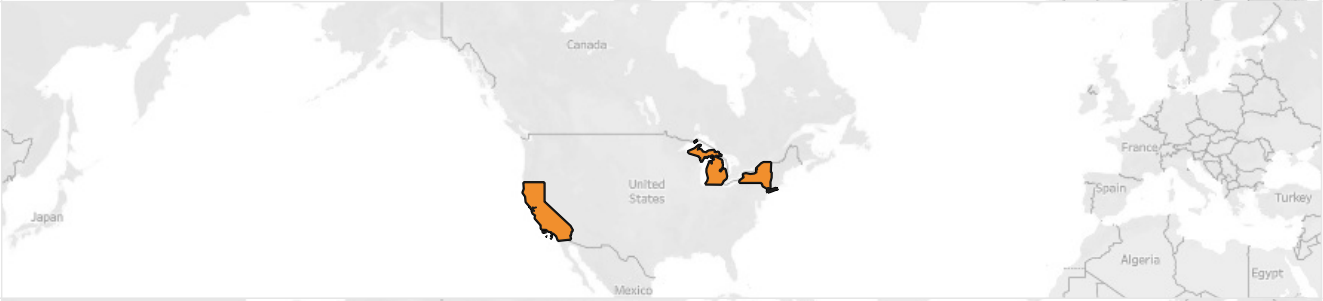 Canada
France
United
States
Spain
Turkey
Japan
Algeria
Egypt
Mexico